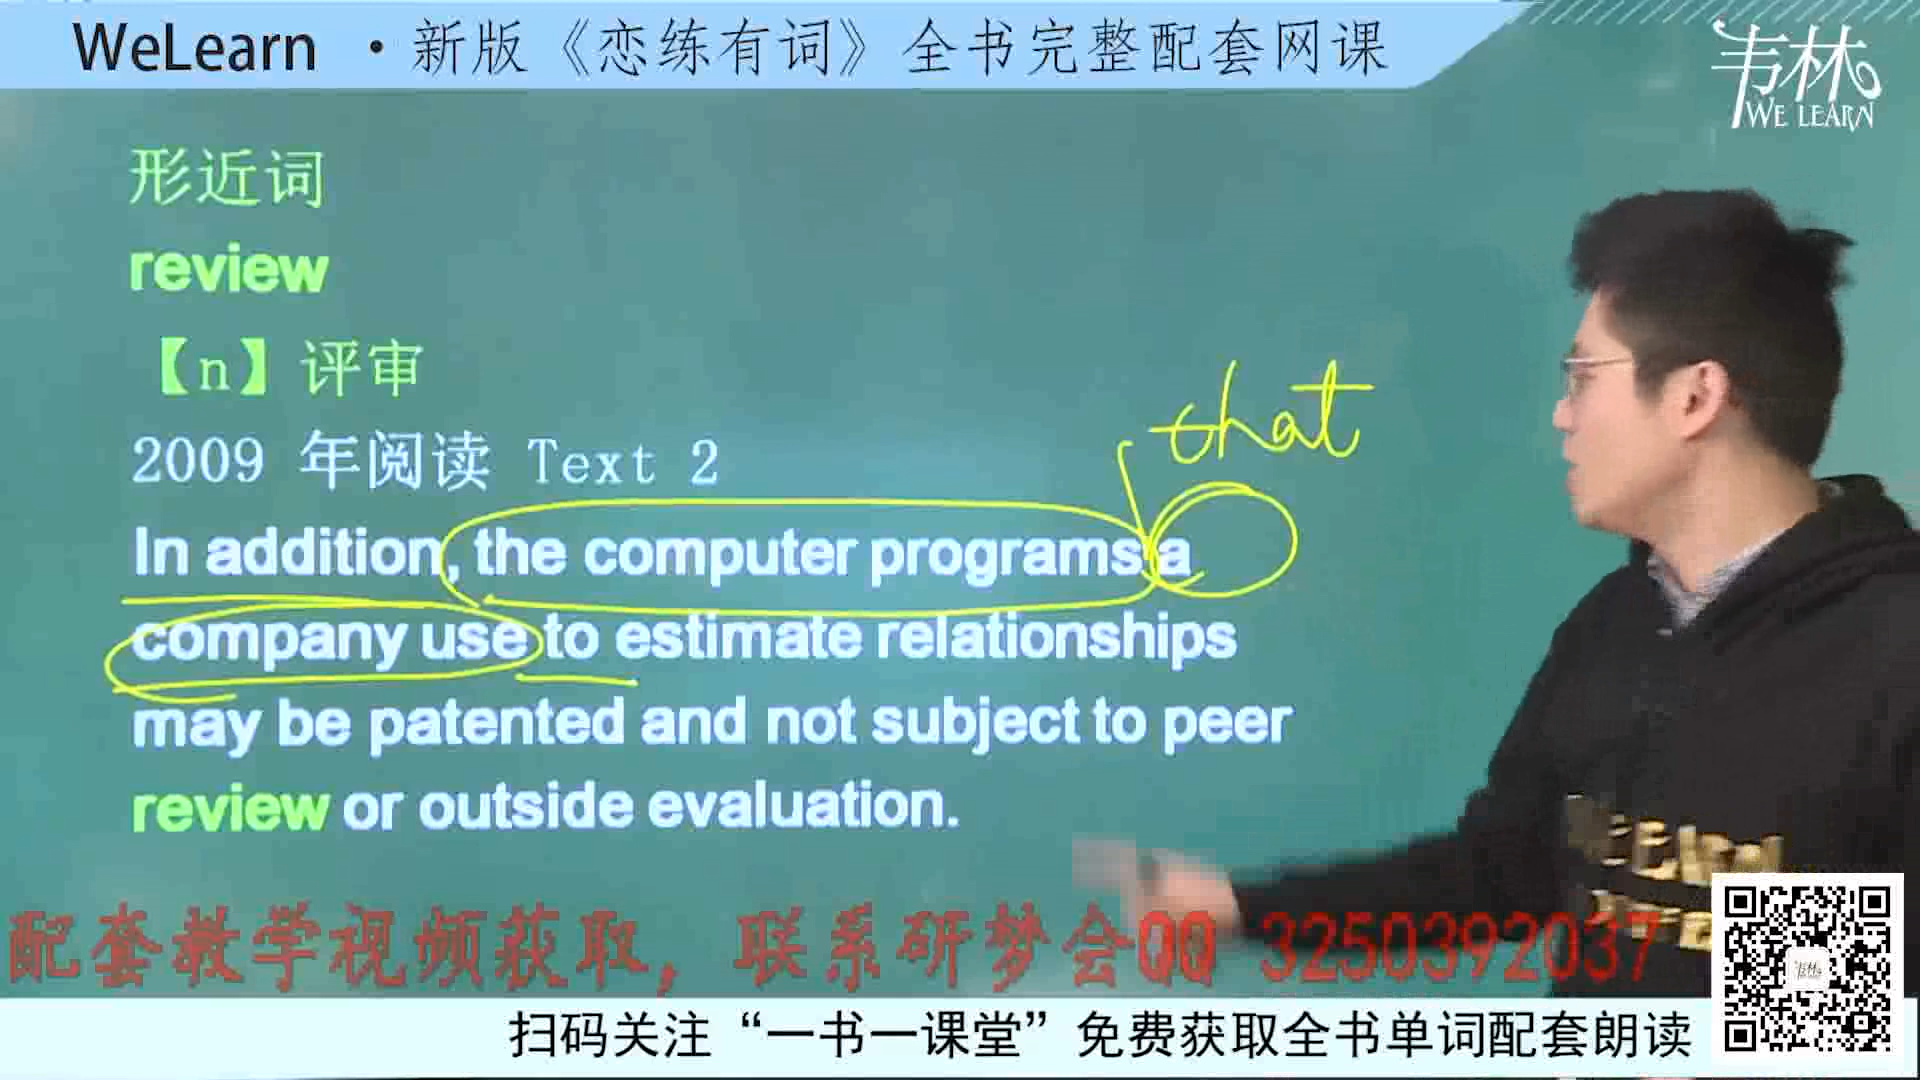 WeLearn ·新版《恋练有词》全书完整配套网课
韦林
WE LEARN
形近词
review
【n】评审
2009 年阅读 Text 2
that
In addition, the computer programs a
company use to estimate relationships
may be patented and not subject to peer
review or outside evaluation.
配套教学视频获取，联系研梦会QQ 3250392037
扫码关注“一书一课堂”免费获取全书单词配套朗读